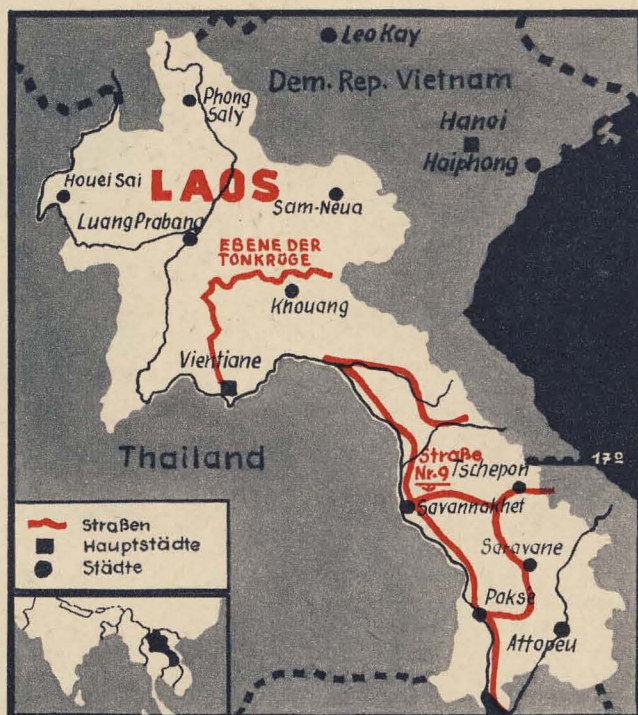 Leo Kay
Dem. Rep. Vietnam
Phong
Saly
Hanoi
Haiphong
Houei Sai
LAOS
Sam-Neua
Luang Prabang
EBENE DER
TONKRÜGE
Khouang
Vientiane
Thailand
Straße
Nr. 9
Tschepon
17º
Savannakhet
Saravane
Pakse
Attopeu
Straßen
Hauptstädte
Städte